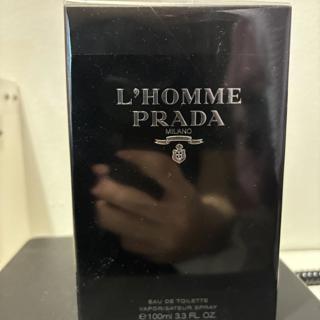 L'HOMME
PRADA
MILANO
EAU DE TOILETTE
VAPORISATEUR SPRAY
℮100ml 3.3 FL. OZ.